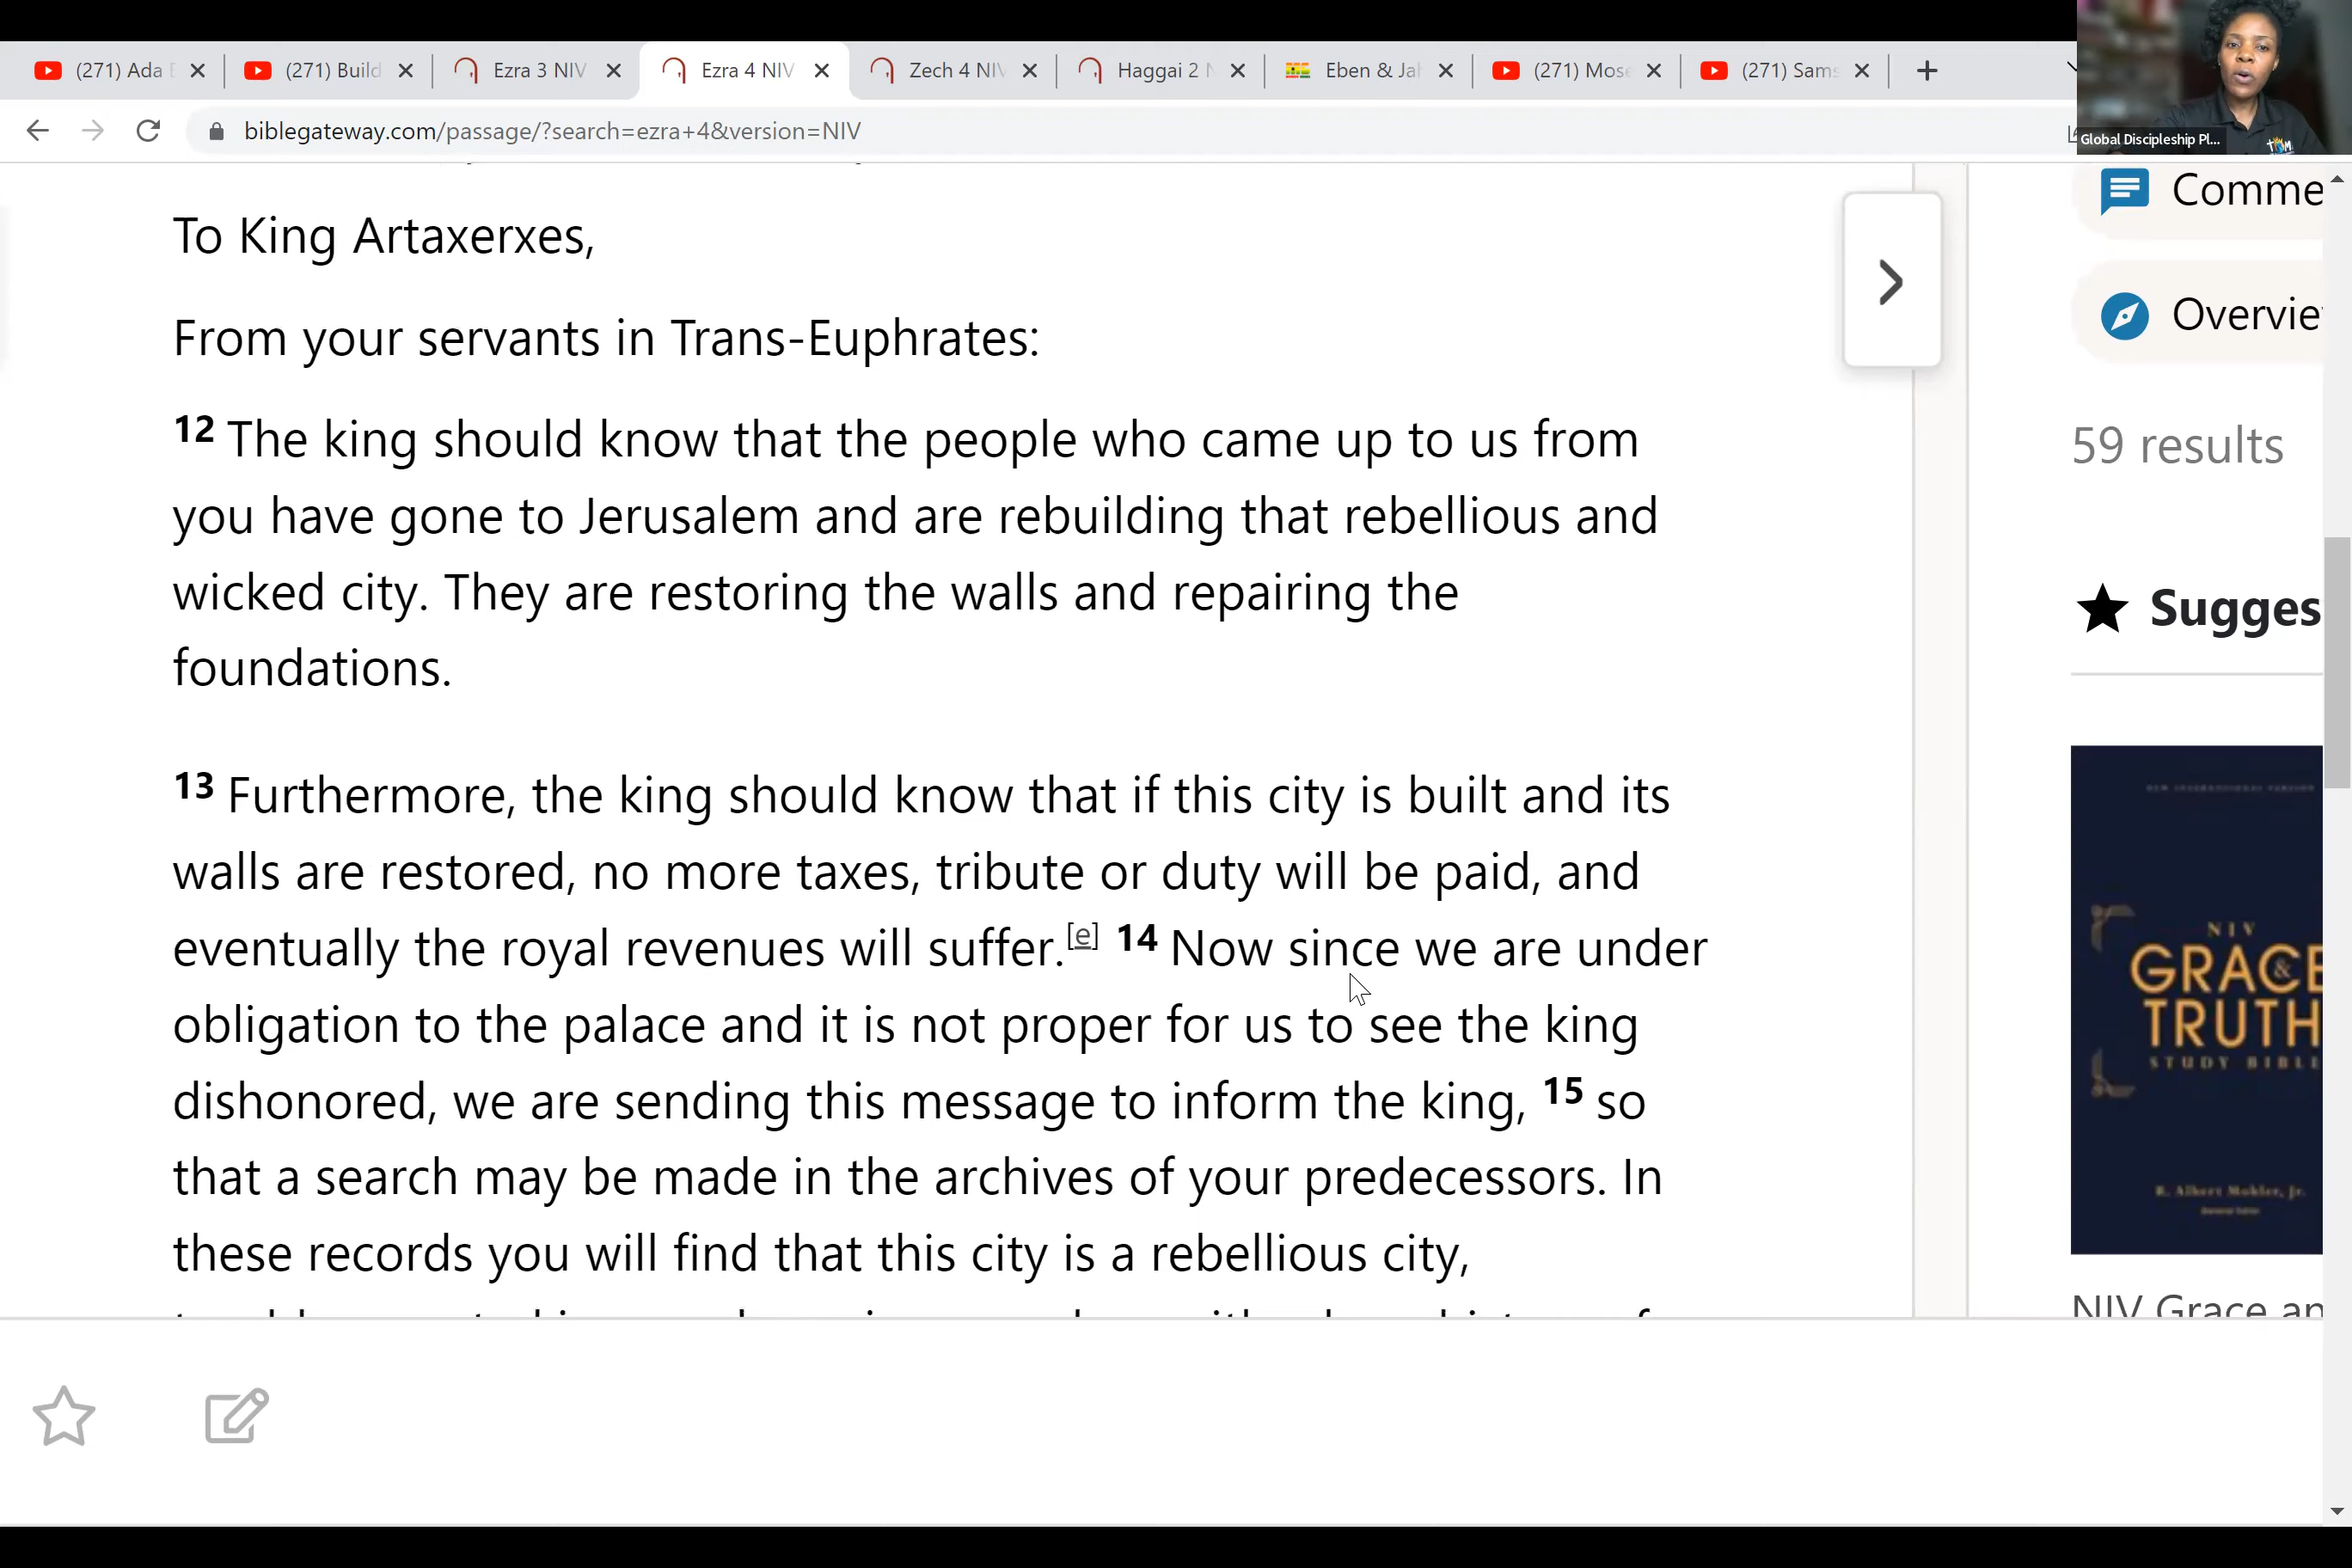 (271) Ada
(271) Build
Ezra 3 NIV
Ezra 4 NIV
Zech 4 NIV
Haggai 2
Eben & Jah
(271) Mose
(271) Sams
biblegateway.com/passage/?search=ezra+4&version=NIV
Global Discipleship Pl...
To King Artaxerxes,
From your servants in Trans-Euphrates:
12 The king should know that the people who came up to us from
you have gone to Jerusalem and are rebuilding that rebellious and
wicked city. They are restoring the walls and repairing the
foundations.
13 Furthermore, the king should know that if this city is built and its
walls are restored, no more taxes, tribute or duty will be paid, and
eventually the royal revenues will suffer.[e] 14 Now since we are under
obligation to the palace and it is not proper for us to see the king
dishonored, we are sending this message to inform the king, 15 so
that a search may be made in the archives of your predecessors. In
these records you will find that this city is a rebellious city,
Comme
Overvie
59 results
Sugges
NIV
GRACE
&
TRUTH
STUDY BIBLE
R. Albert Mohler, Jr.
NIV Grace an